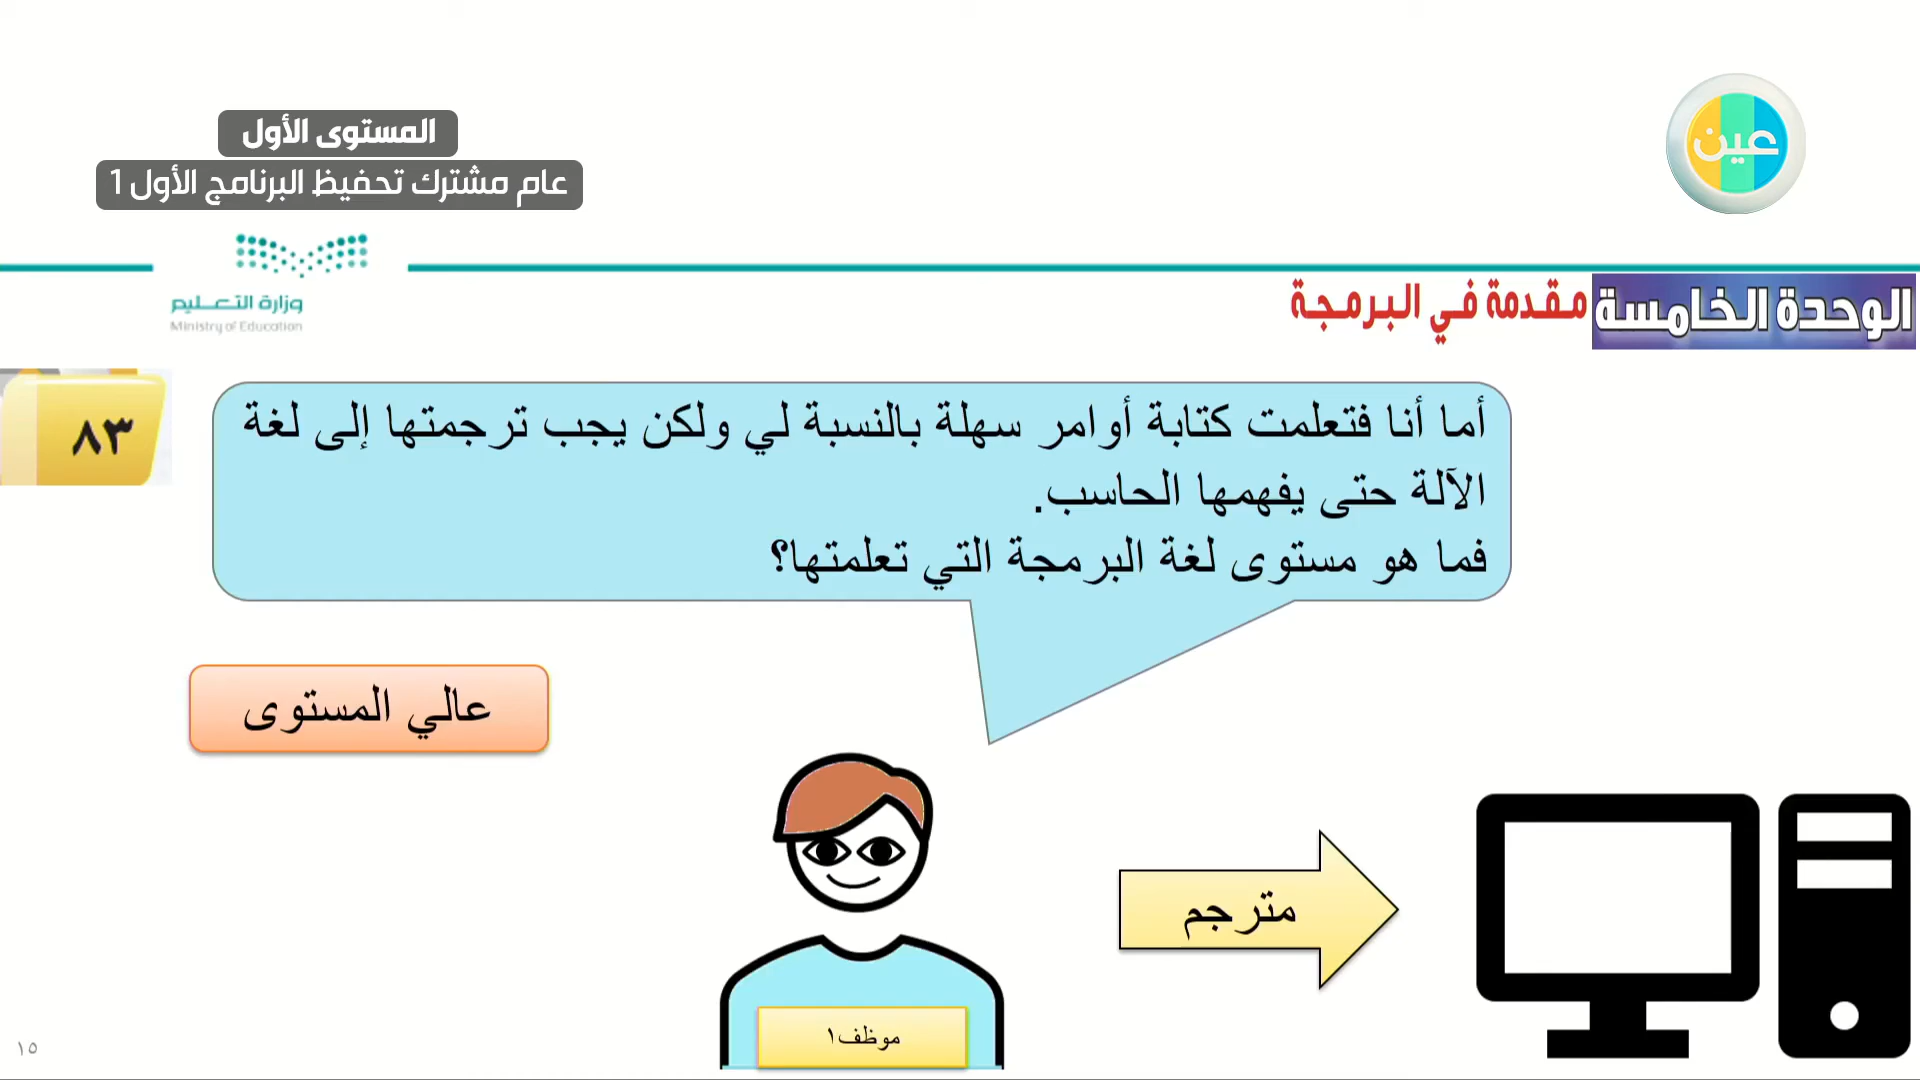 المستوى الأول
عام مشترك تحفيظ البرنامج الأول 1
عين
وزارة التعليم
Ministry of Education
الوحدة الخامسة مقدمة في البرمجة
٨٣
أما أنا فتعلمت كتابة أوامر سهلة بالنسبة لي ولكن يجب ترجمتها إلى لغة
الآلة حتى يفهمها الحاسب.
فما هو مستوى لغة البرمجة التي تعلمتها؟
عالي المستوى
مترجم
موظف١
١٥